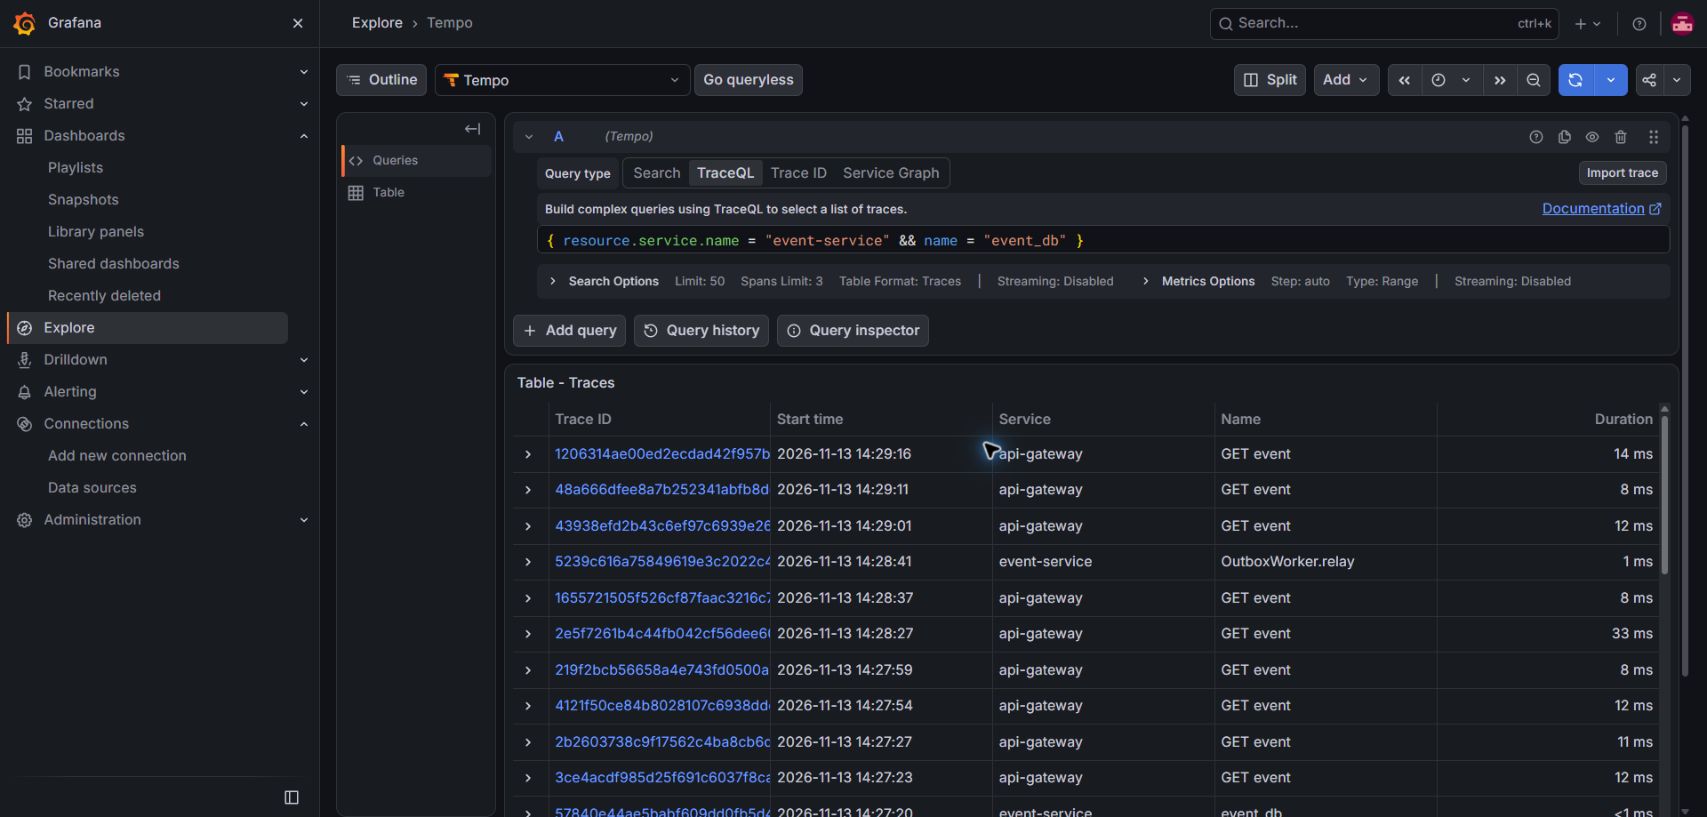 Grafana
Explore › Tempo
Search...
ctrl+k
Bookmarks
Starred
Dashboards
Playlists
Snapshots
Library panels
Shared dashboards
Recently deleted
Explore
Drilldown
Alerting
Connections
Add new connection
Data sources
Administration
Outline
Tempo
Go queryless
Split
Add
Queries
Table
A (Tempo)
Query type Search TraceQL Trace ID Service Graph
Import trace
Build complex queries using TraceQL to select a list of traces.
Documentation
{ resource.service.name = "event-service" && name = "event_db" }
Search Options Limit: 50 Spans Limit: 3 Table Format: Traces | Streaming: Disabled
Metrics Options Step: auto Type: Range | Streaming: Disabled
Add query
Query history
Query inspector
Table - Traces
Trace ID Start time Service Name Duration
1206314ae00ed2ecdad42f957b 2026-11-13 14:29:16 api-gateway GET event 14 ms
48a666dfee8a7b252341abfb8d 2026-11-13 14:29:11 api-gateway GET event 8 ms
43938efd2b43c6ef97c6939e26 2026-11-13 14:29:01 api-gateway GET event 12 ms
5239c616a75849619e3c2022c4 2026-11-13 14:28:41 event-service OutboxWorker.relay 1 ms
1655721505f526cf87faac3216c7 2026-11-13 14:28:37 api-gateway GET event 8 ms
2e5f7261b4c44fb042cf56dee6 2026-11-13 14:28:27 api-gateway GET event 33 ms
219f2bcb56658a4e743fd0500a 2026-11-13 14:27:59 api-gateway GET event 8 ms
4121f50ce84b8028107c6938dd 2026-11-13 14:27:54 api-gateway GET event 12 ms
2b2603738c9f17562c4ba8cb6c 2026-11-13 14:27:27 api-gateway GET event 11 ms
3ce4acdf985d25f691c6037f8ca 2026-11-13 14:27:23 api-gateway GET event 12 ms
57840e44ae5babf609dd0fb5d4 2026-11-13 14:27:20 event-service event_db <1 ms